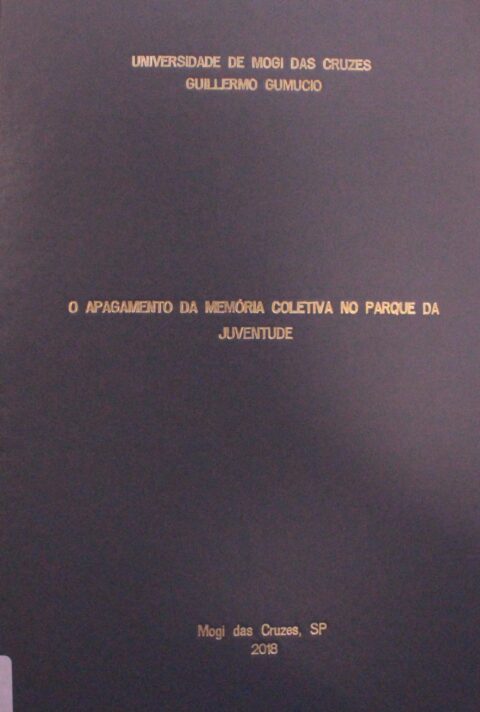 UNIVERSIDADE DE MOGI DAS CRUZES
GUILLERMO GUMUCIO
O APAGAMENTO DA MEMÓRIA COLETIVA NO PARQUE DA
JUVENTUDE
Mogi das Cruzes, SP
2018